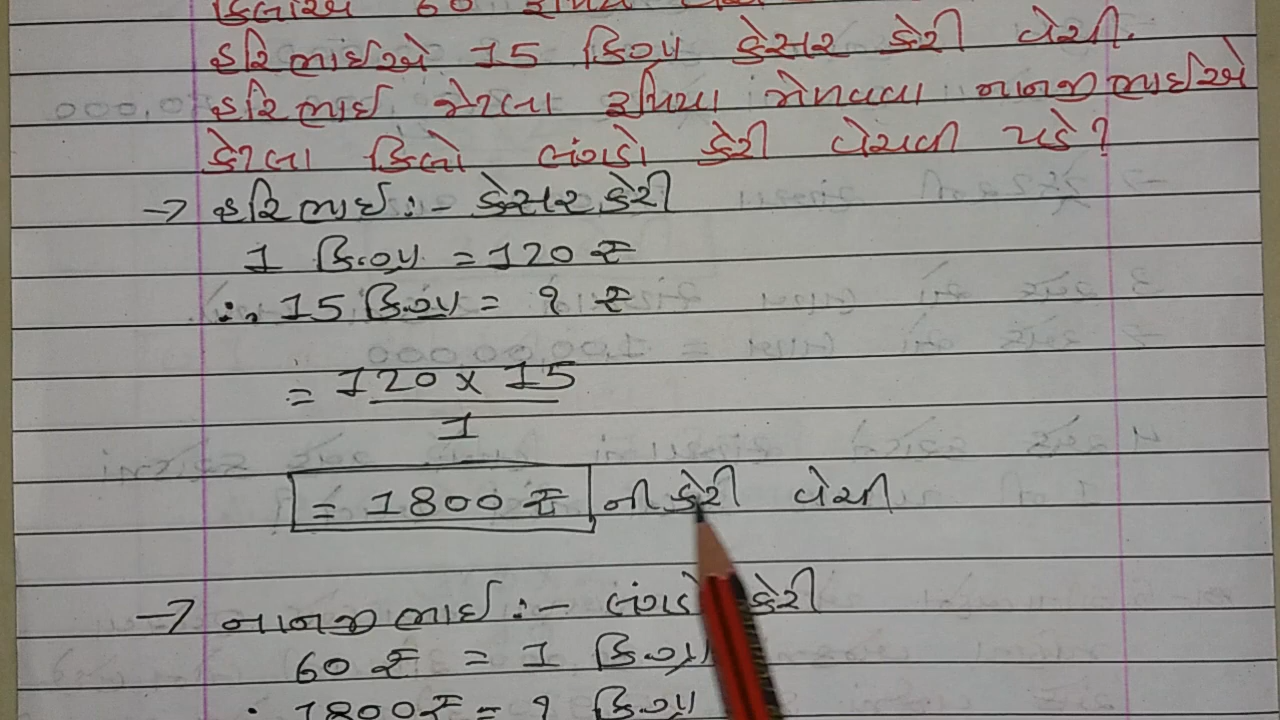 કિલોએ 60 રૂપિયે
હરિભાઈએ 15 કિ.ગ્રા કેસર કેરી વેચી.
હરિભાઈ જેટલા રૂપિયા મેળવવા નાનજીભાઈએ
કેટલા કિલો લંગડો કેરી વેચવી પડે?
→ હરિભાઈ :- કેસર કેરી
1 કિ.ગ્રા. = 120 ₹
∴ 15 કિ.ગ્રા = ? ₹
= 120 x 15
1
= 1800 ₹ ની કેરી વેચી
→ નાનજીભાઈ :- લંગડો કેરી
60 ₹ = 1 કિ.ગ્રા
∴ 1800 ₹ = ? કિ.ગ્રા